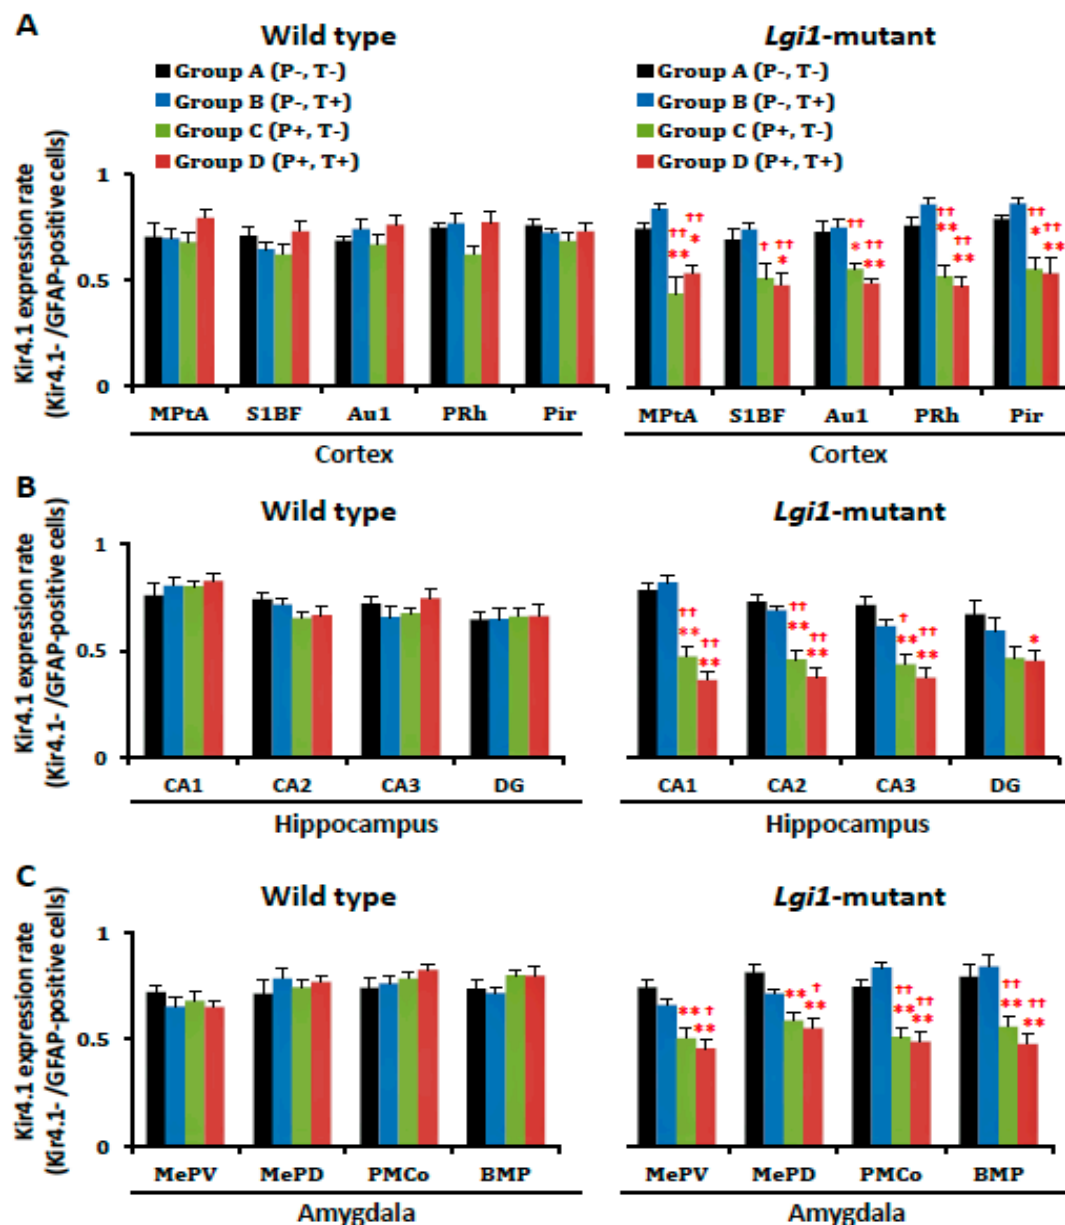 A
Wild type
Lgi1-mutant
Group A (P-, T-)
Group B (P-, T+)
Group C (P+, T-)
Group D (P+, T+)
Group A (P-, T-)
Group B (P-, T+)
Group C (P+, T-)
Group D (P+, T+)
Kir4.1 expression rate
(Kir4.1- /GFAP-positive cells)
1
0.5
0
†† ** †† * † †† * †† * †† ** †† ** †† ** †† * †† **
MPtA S1BF Au1 PRh Pir
Cortex
MPtA S1BF Au1 PRh Pir
Cortex
B
Wild type
Lgi1-mutant
Kir4.1 expression rate
(Kir4.1- /GFAP-positive cells)
1
0.5
0
†† ** †† ** †† ** †† ** † ** †† ** *
CA1 CA2 CA3 DG
Hippocampus
CA1 CA2 CA3 DG
Hippocampus
C
Wild type
Lgi1-mutant
Kir4.1 expression rate
(Kir4.1- /GFAP-positive cells)
1
0.5
0
** † ** ** † ** †† ** †† ** †† ** †† **
MePV MePD PMCo BMP
Amygdala
MePV MePD PMCo BMP
Amygdala